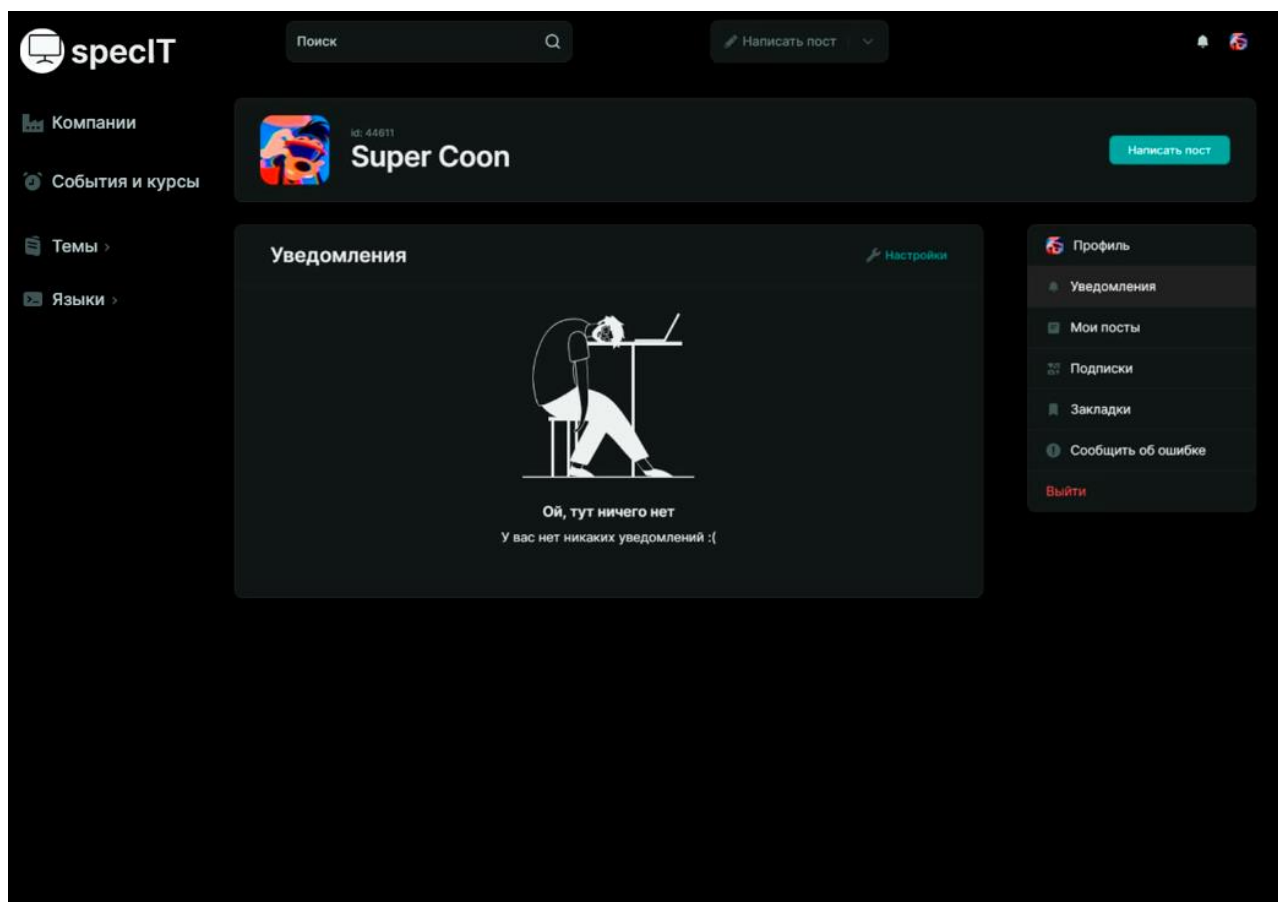 specIT
Поиск
Написать пост
Компании
События и курсы
Темы
Языки
id: 44611
Super Coon
Написать пост
Уведомления
Настройки
Ой, тут ничего нет
У вас нет никаких уведомлений :(
Профиль
Уведомления
Мои посты
Подписки
Закладки
Сообщить об ошибке
Выйти